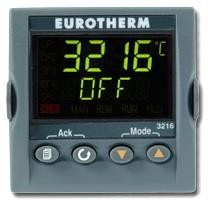 EUROTHERM
3216°C
OFF
MAN REM RUN HLD
Ack Mode 3216